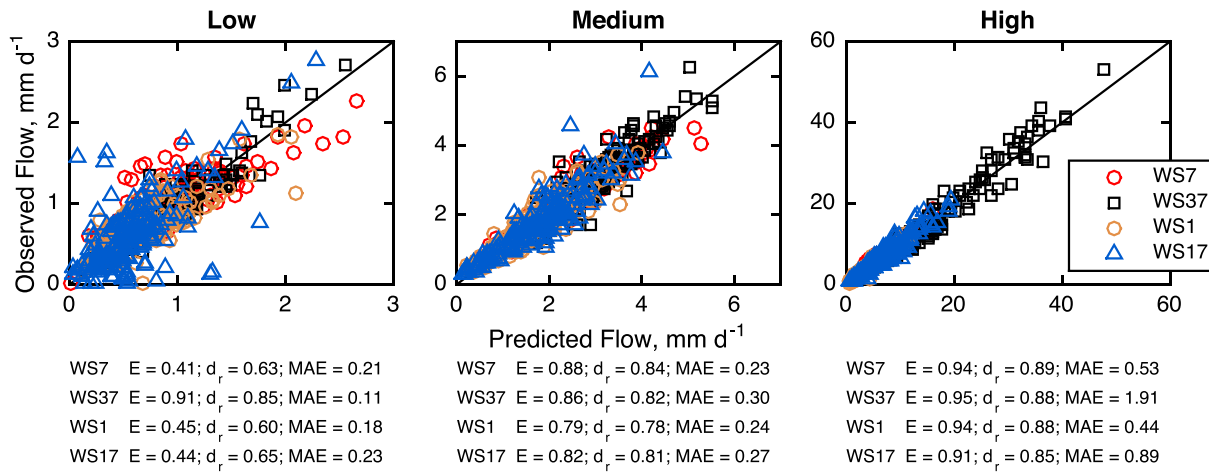 Low
Medium
High
Observed Flow, mm d⁻¹
3
2
1
0
0
1
2
3
6
4
2
0
0
2
4
6
60
40
20
0
0
20
40
60
WS7
WS37
WS1
WS17
Predicted Flow, mm d⁻¹
WS7 E = 0.41; dᵣ = 0.63; MAE = 0.21
WS37 E = 0.91; dᵣ = 0.85; MAE = 0.11
WS1 E = 0.45; dᵣ = 0.60; MAE = 0.18
WS17 E = 0.44; dᵣ = 0.65; MAE = 0.23
WS7 E = 0.88; dᵣ = 0.84; MAE = 0.23
WS37 E = 0.86; dᵣ = 0.82; MAE = 0.30
WS1 E = 0.79; dᵣ = 0.78; MAE = 0.24
WS17 E = 0.82; dᵣ = 0.81; MAE = 0.27
WS7 E = 0.94; dᵣ = 0.89; MAE = 0.53
WS37 E = 0.95; dᵣ = 0.88; MAE = 1.91
WS1 E = 0.94; dᵣ = 0.88; MAE = 0.44
WS17 E = 0.91; dᵣ = 0.85; MAE = 0.89